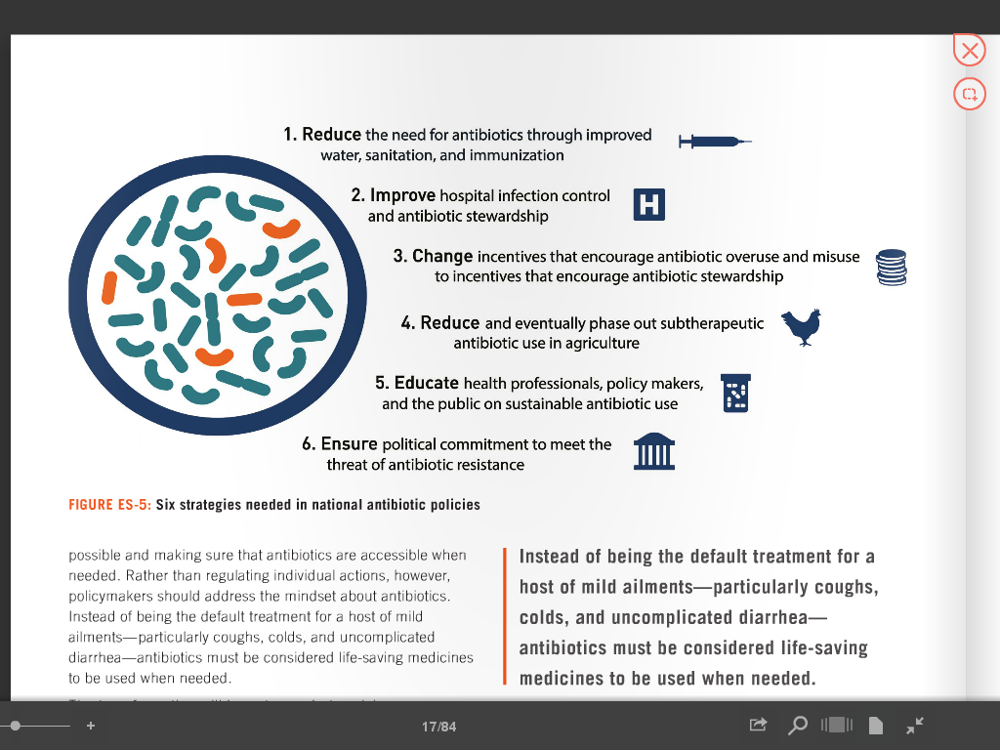 1. Reduce the need for antibiotics through improved
water, sanitation, and immunization
2. Improve hospital infection control
and antibiotic stewardship
H
3. Change incentives that encourage antibiotic overuse and misuse
to incentives that encourage antibiotic stewardship
4. Reduce and eventually phase out subtherapeutic
antibiotic use in agriculture
5. Educate health professionals, policy makers,
and the public on sustainable antibiotic use
6. Ensure political commitment to meet the
threat of antibiotic resistance
FIGURE ES-5: Six strategies needed in national antibiotic policies
possible and making sure that antibiotics are accessible when
needed. Rather than regulating individual actions, however,
policymakers should address the mindset about antibiotics.
Instead of being the default treatment for a host of mild
ailments—particularly coughs, colds, and uncomplicated
diarrhea—antibiotics must be considered life-saving medicines
to be used when needed.
Instead of being the default treatment for a
host of mild ailments—particularly coughs,
colds, and uncomplicated diarrhea—
antibiotics must be considered life-saving
medicines to be used when needed.
17/84